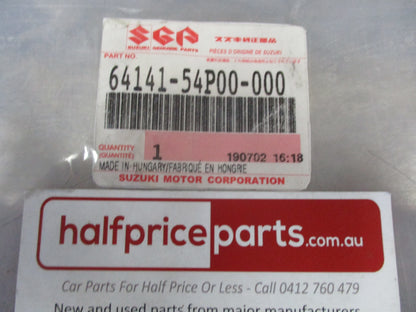 SGP
スズキ純正部品
SUZUKI GENUINE PARTS
PIÈCES D'ORIGINE DE SUZUKI
PART NO.
64141-54P00-000
QUANTITY
(QUANTITÉ)
1
190702 16:18
MADE IN HUNGARY/FABRIQUÉ EN HONGRIE
SUZUKI MOTOR CORPORATION
halfpriceparts.com.au
Car Parts For Half Price Or Less - Call 0412 760 479
New and used parts from major manufacturers